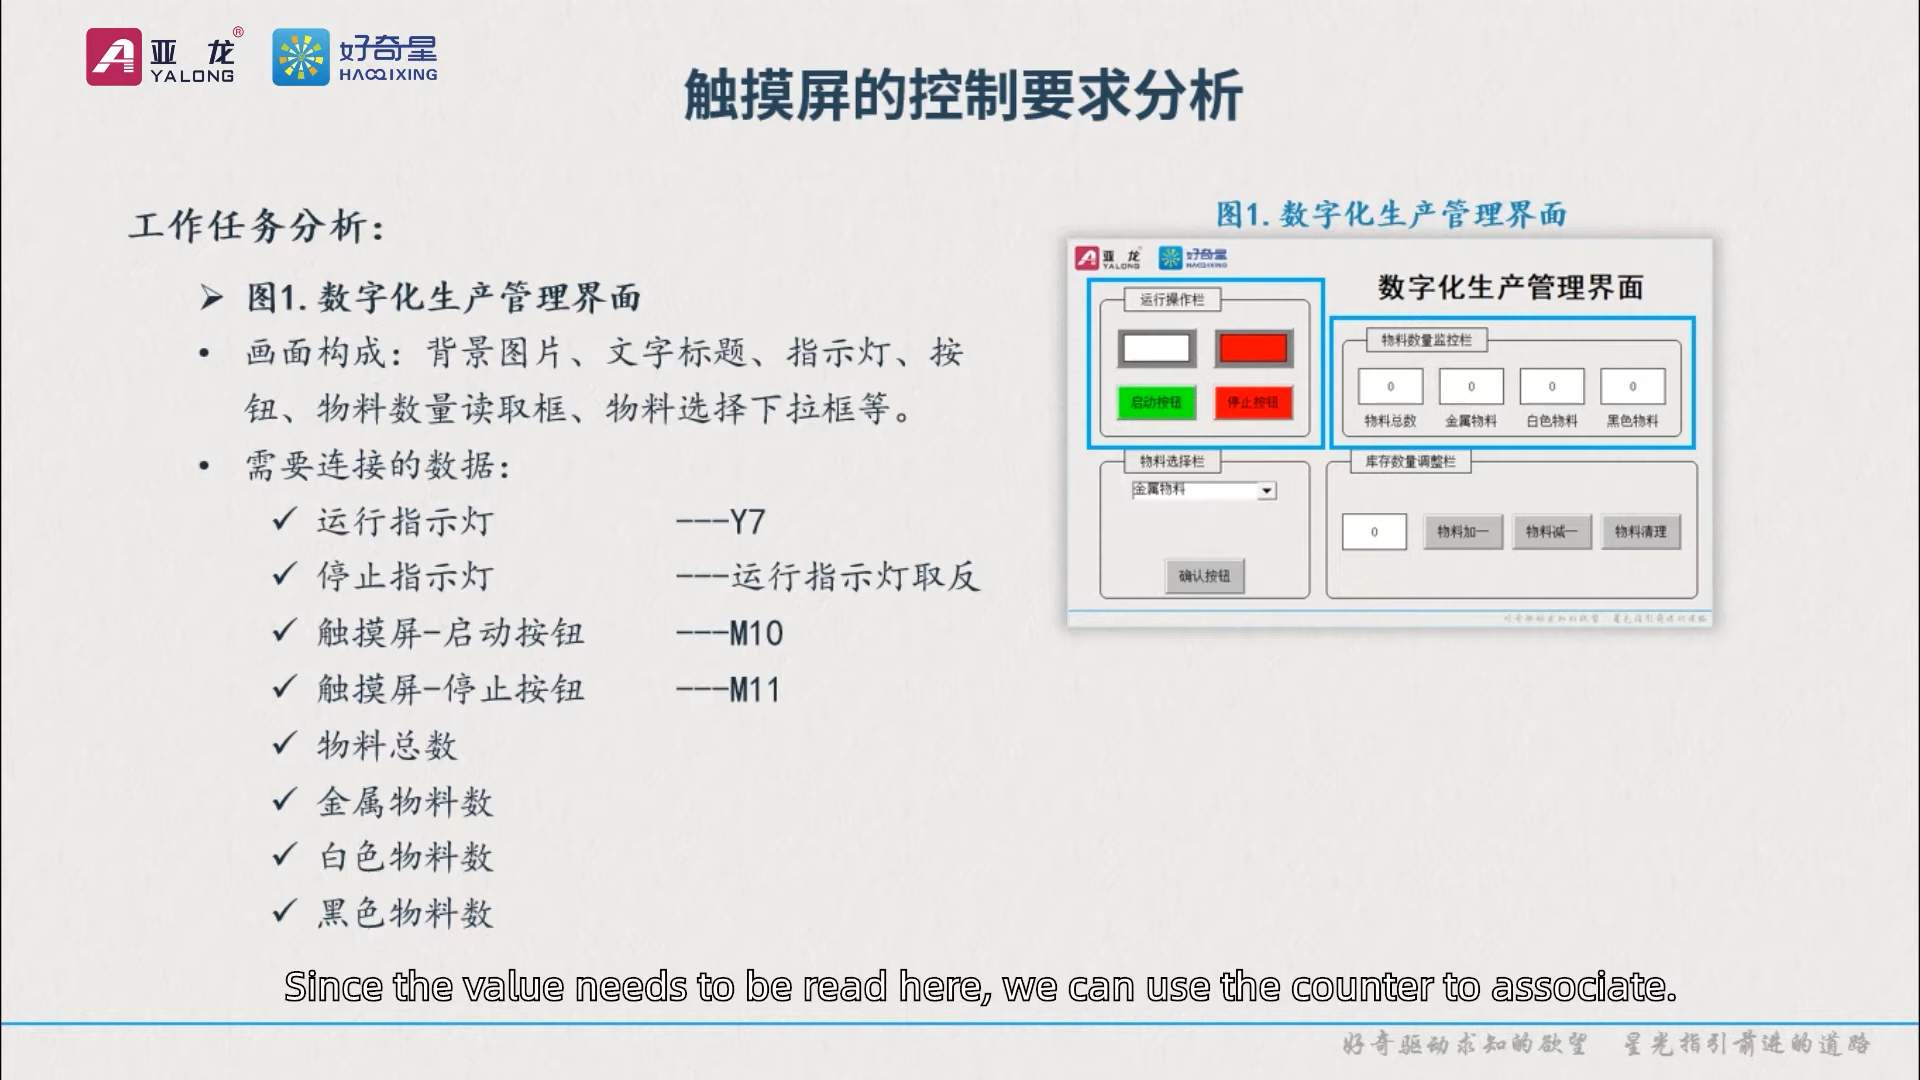 亚 龙®
YALONG
好奇星
HAOQIXING
触摸屏的控制要求分析
工作任务分析：
➢ 图1.数字化生产管理界面
• 画面构成：背景图片、文字标题、指示灯、按
钮、物料数量读取框、物料选择下拉框等。
• 需要连接的数据：
✓ 运行指示灯 ---Y7
✓ 停止指示灯 ---运行指示灯取反
✓ 触摸屏-启动按钮 ---M10
✓ 触摸屏-停止按钮 ---M11
✓ 物料总数
✓ 金属物料数
✓ 白色物料数
✓ 黑色物料数
图1.数字化生产管理界面
亚 龙
YALONG
好奇星
HAOQIXING
数字化生产管理界面
运行操作栏
启动按钮 停止按钮
物料数量监控栏
0 0 0 0
物料总数 金属物料 白色物料 黑色物料
物料选择栏
金属物料
确认按钮
库存数量调整栏
0 物料加一 物料减一 物料清理
Since the value needs to be read here, we can use the counter to associate.
好奇驱动求知的欲望 星光指引前进的道路